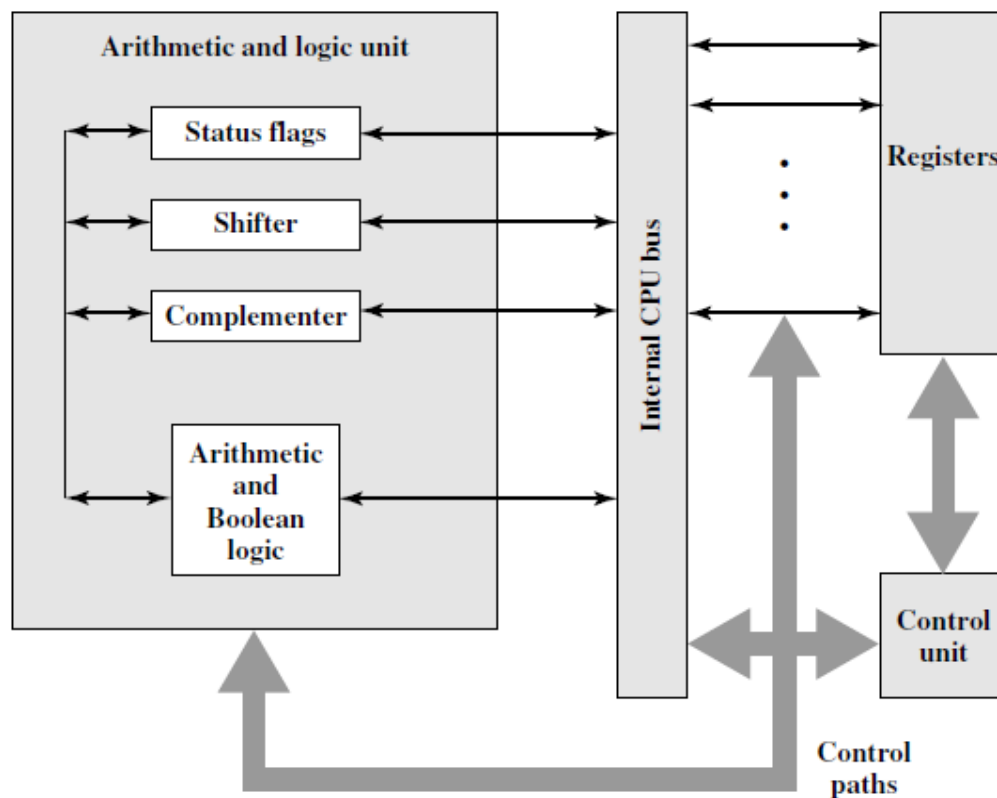 Arithmetic and logic unit
Status flags
Shifter
Complementer
Arithmetic
and
Boolean
logic
Internal CPU bus
Registers
Control
unit
Control
paths